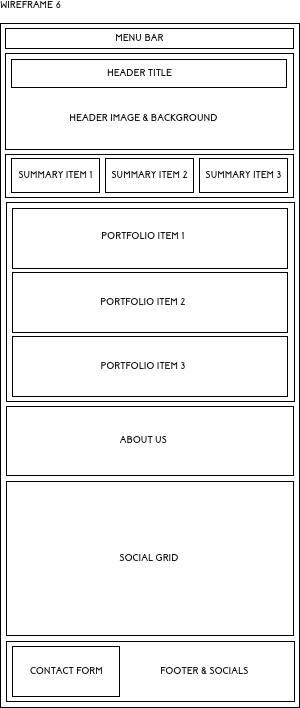 WIREFRAME 6
MENU BAR
HEADER TITLE
HEADER IMAGE & BACKGROUND
SUMMARY ITEM 1
SUMMARY ITEM 2
SUMMARY ITEM 3
PORTFOLIO ITEM 1
PORTFOLIO ITEM 2
PORTFOLIO ITEM 3
ABOUT US
SOCIAL GRID
CONTACT FORM
FOOTER & SOCIALS